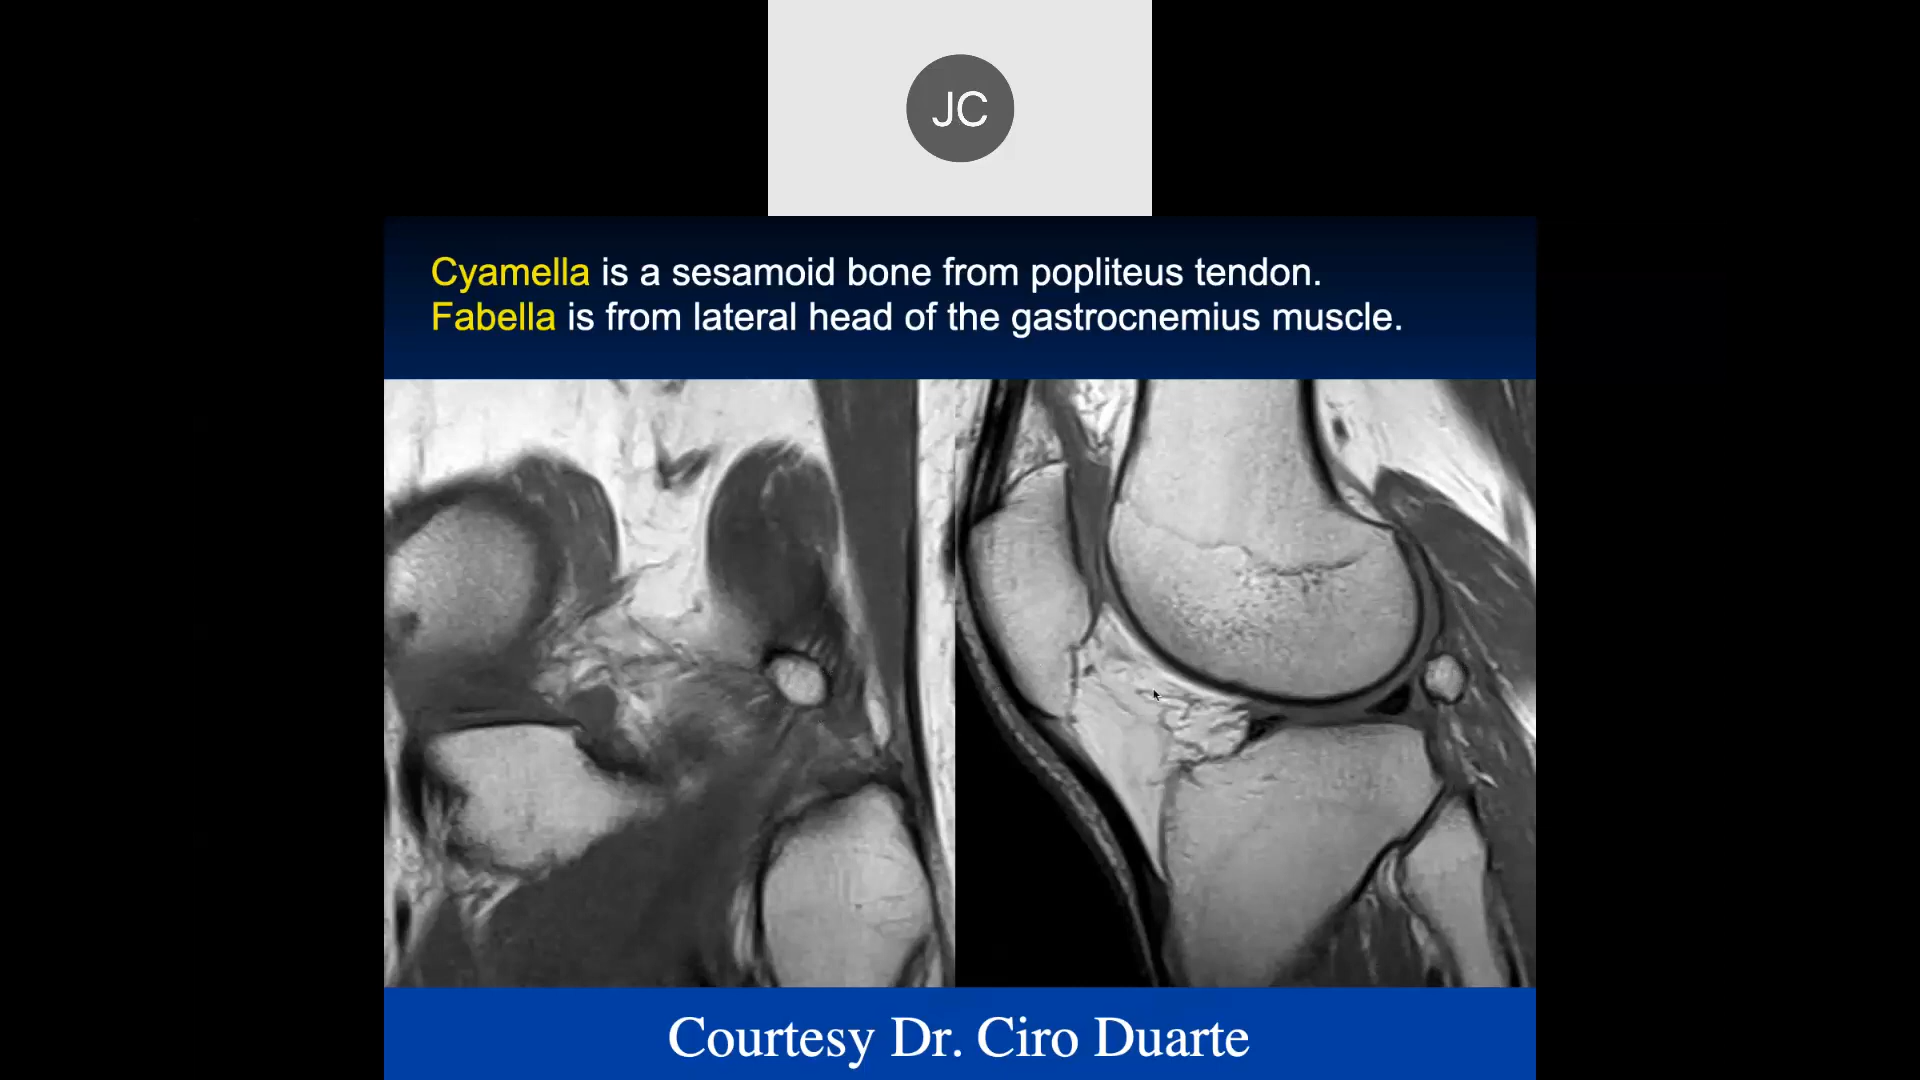 JC
Cyamella is a sesamoid bone from popliteus tendon.
Fabella is from lateral head of the gastrocnemius muscle.
Courtesy Dr. Ciro Duarte